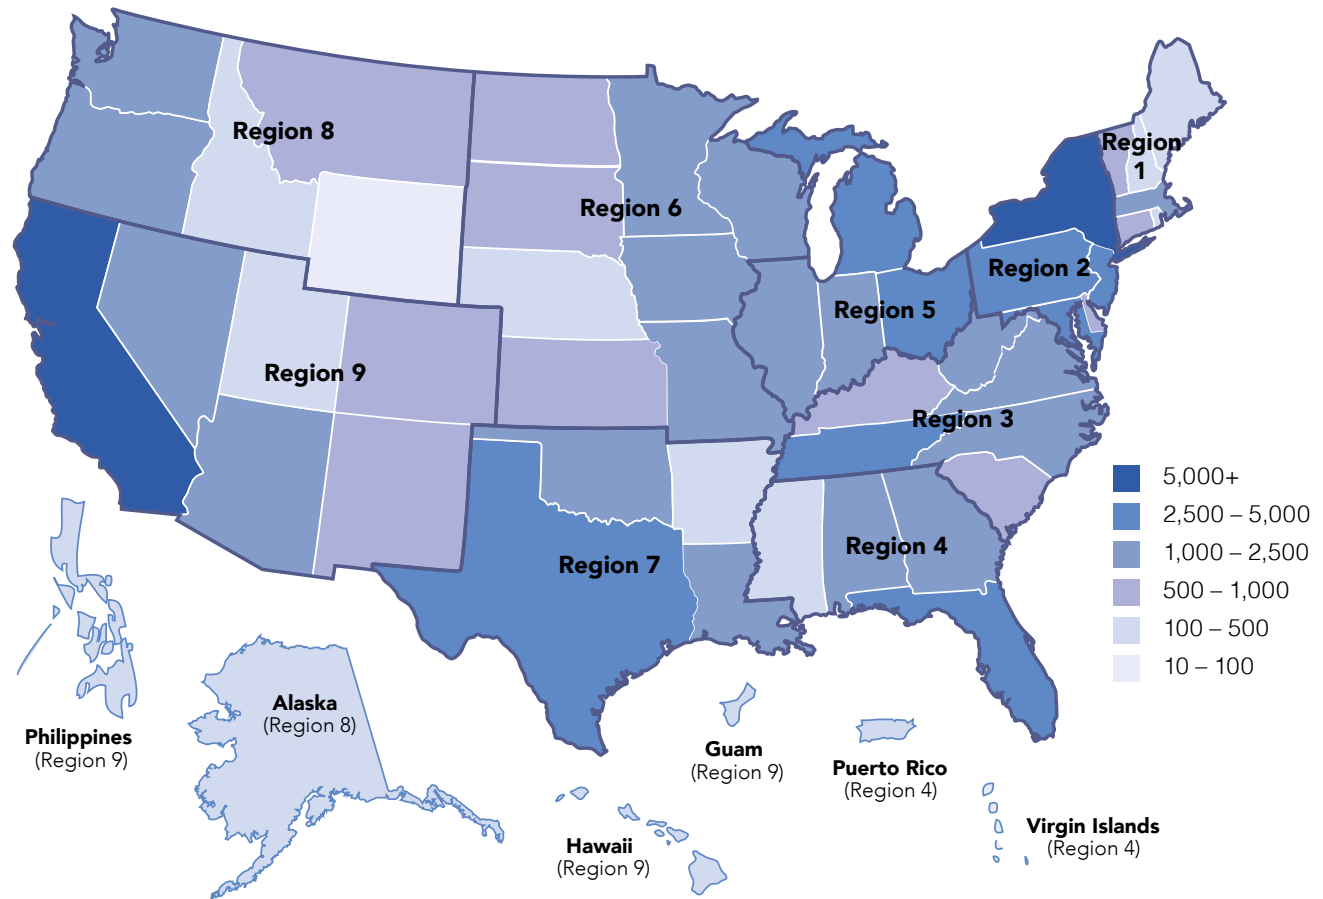 Region 8
Region
1
Region 6
Region 2
Region 5
Region 9
Region 3
5,000+
2,500 – 5,000
1,000 – 2,500
500 – 1,000
100 – 500
10 – 100
Region 4
Region 7
Alaska
(Region 8)
Philippines
(Region 9)
Guam
(Region 9)
Puerto Rico
(Region 4)
Virgin Islands
(Region 4)
Hawaii
(Region 9)